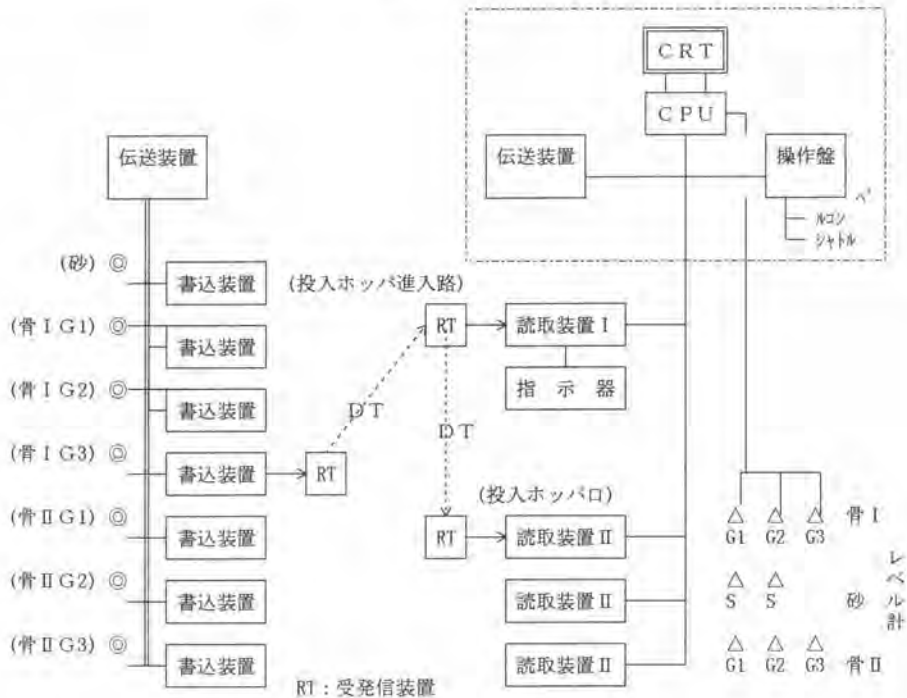 CRT
CPU
伝送装置
操作盤
ベ
ルコン
シャトル
伝送装置
(砂) ◎
書込装置
(投入ホッパ進入路)
(骨ⅠG1) ◎
書込装置
RT
読取装置Ⅰ
(骨ⅠG2) ◎
書込装置
DT
指示器
(骨ⅠG3) ◎
書込装置
RT
DT
(投入ホッパ口)
(骨ⅡG1) ◎
書込装置
RT
読取装置Ⅱ
(骨ⅡG2) ◎
書込装置
読取装置Ⅱ
(骨ⅡG3) ◎
書込装置
読取装置Ⅱ
△ △ △ 骨Ⅰ
G1 G2 G3
△ △
S S 砂
△ △ △
G1 G2 G3 骨Ⅱ
レベル計
RT:受発信装置